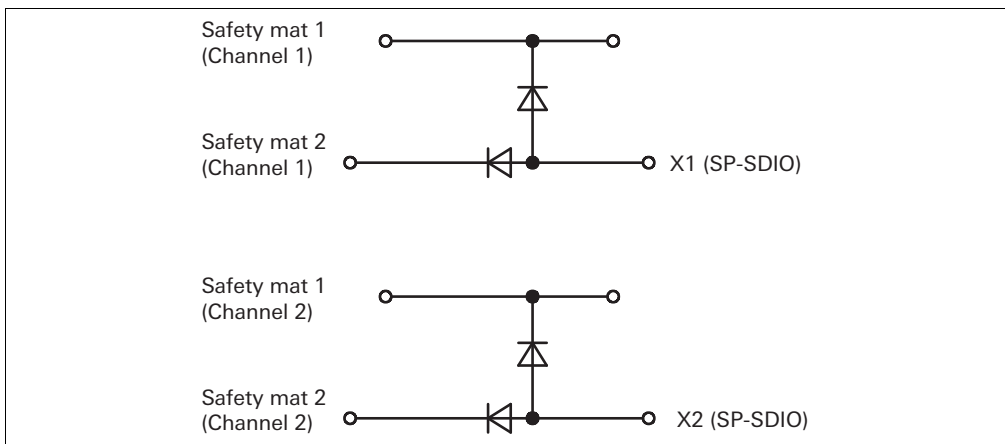 Safety mat 1
(Channel 1)
Safety mat 2
(Channel 1)
X1 (SP-SDIO)
Safety mat 1
(Channel 2)
Safety mat 2
(Channel 2)
X2 (SP-SDIO)